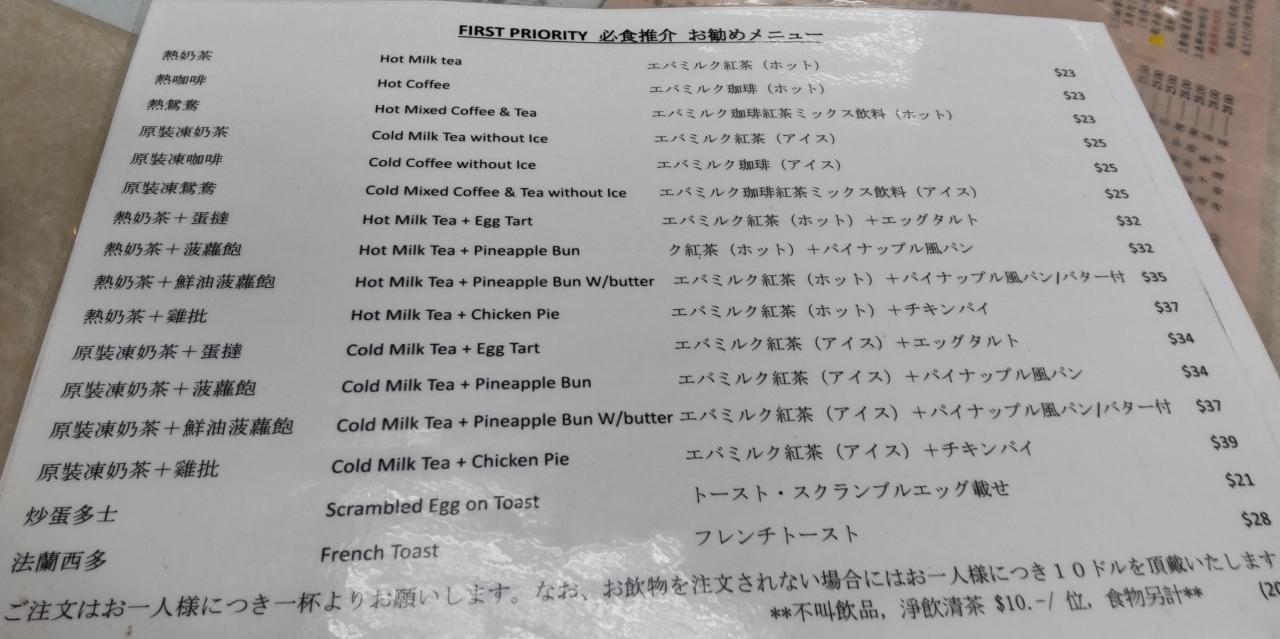 FIRST PRIORITY 必食推介 お勧めメニュー
熱奶茶 Hot Milk tea エバミルク紅茶（ホット） $23
熱咖啡 Hot Coffee エバミルク珈琲（ホット） $23
熱鴛鴦 Hot Mixed Coffee & Tea エバミルク珈琲紅茶ミックス飲料（ホット） $23
原裝凍奶茶 Cold Milk Tea without Ice エバミルク紅茶（アイス） $25
原裝凍咖啡 Cold Coffee without Ice エバミルク珈琲（アイス） $25
原裝凍鴛鴦 Cold Mixed Coffee & Tea without Ice エバミルク珈琲紅茶ミックス飲料（アイス） $25
熱奶茶＋蛋撻 Hot Milk Tea + Egg Tart エバミルク紅茶（ホット）＋エッグタルト $32
熱奶茶＋菠蘿飽 Hot Milk Tea + Pineapple Bun ク紅茶（ホット）＋パイナップル風パン $32
熱奶茶＋鮮油菠蘿飽 Hot Milk Tea + Pineapple Bun W/butter エバミルク紅茶（ホット）＋パイナップル風パン/バター付 $35
熱奶茶＋雞批 Hot Milk Tea + Chicken Pie エバミルク紅茶（ホット）＋チキンパイ $37
原裝凍奶茶＋蛋撻 Cold Milk Tea + Egg Tart エバミルク紅茶（アイス）＋エッグタルト $34
原裝凍奶茶＋菠蘿飽 Cold Milk Tea + Pineapple Bun エバミルク紅茶（アイス）＋パイナップル風パン $34
原裝凍奶茶＋鮮油菠蘿飽 Cold Milk Tea + Pineapple Bun W/butter エバミルク紅茶（アイス）＋パイナップル風パン/バター付 $37
原裝凍奶茶＋雞批 Cold Milk Tea + Chicken Pie エバミルク紅茶（アイス）＋チキンパイ $39
炒蛋多士 Scrambled Egg on Toast トースト・スクランブルエッグ載せ $21
法蘭西多 French Toast フレンチトースト $28
ご注文はお一人様につき一杯よりお願いします。なお、お飲物を注文されない場合にはお一人様につき１０ドルを頂戴いたします
**不叫飲品, 淨飲清茶 $10.-/ 位, 食物另計** (20